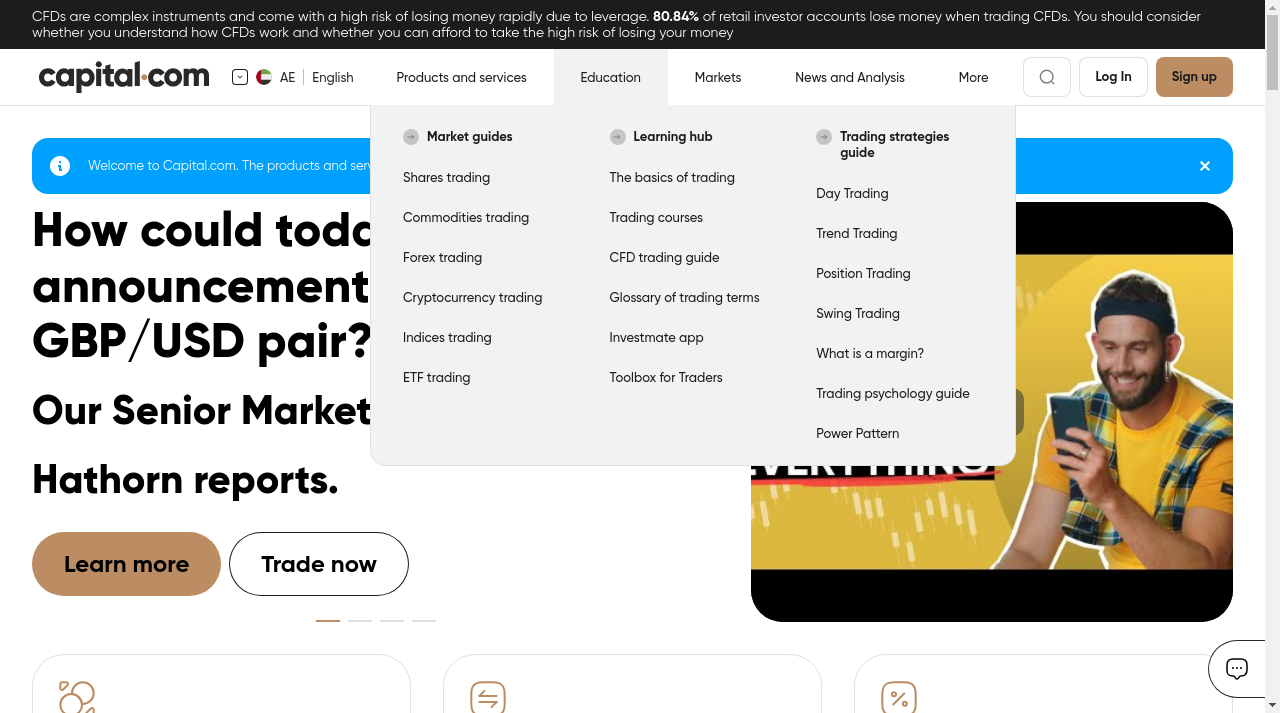 CFDs are complex instruments and come with a high risk of losing money rapidly due to leverage. 80.84% of retail investor accounts lose money when trading CFDs. You should consider
whether you understand how CFDs work and whether you can afford to take the high risk of losing your money
capital.com
AE
English
Products and services
Education
Markets
News and Analysis
More
Log In
Sign up
Market guides
Shares trading
Commodities trading
Forex trading
Cryptocurrency trading
Indices trading
ETF trading
Learning hub
The basics of trading
Trading courses
CFD trading guide
Glossary of trading terms
Investmate app
Toolbox for Traders
Trading strategies
guide
Day Trading
Trend Trading
Position Trading
Swing Trading
What is a margin?
Trading psychology guide
Power Pattern
Welcome to Capital.com. The products and
How could
announcement
GBP/USD pair?
Our Senior Market
Hathorn reports.
Learn more
Trade now